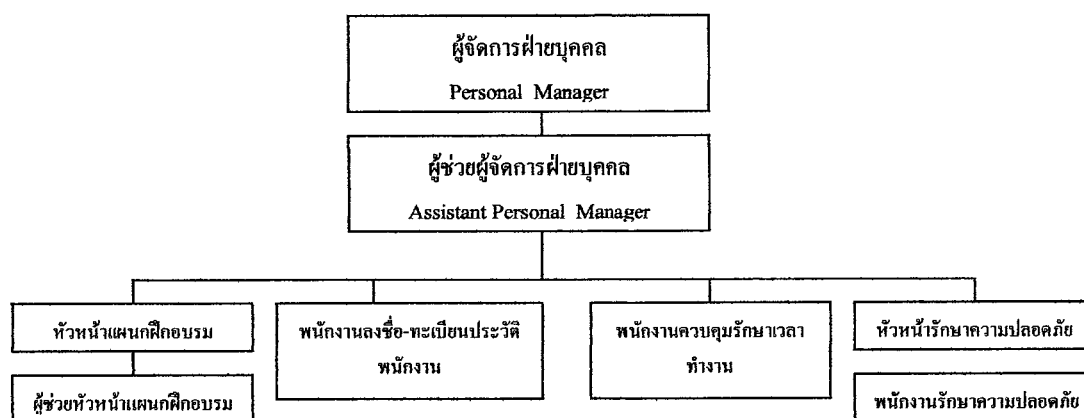 ผู้จัดการฝ่ายบุคคล
Personal Manager
ผู้ช่วยผู้จัดการฝ่ายบุคคล
Assistant Personal Manager
หัวหน้าแผนกฝึกอบรม
พนักงานลงชื่อ-ทะเบียนประวัติ
พนักงาน
พนักงานควบคุมรักษาเวลา
ทำงาน
หัวหน้ารักษาความปลอดภัย
ผู้ช่วยหัวหน้าแผนกฝึกอบรม
พนักงานรักษาความปลอดภัย